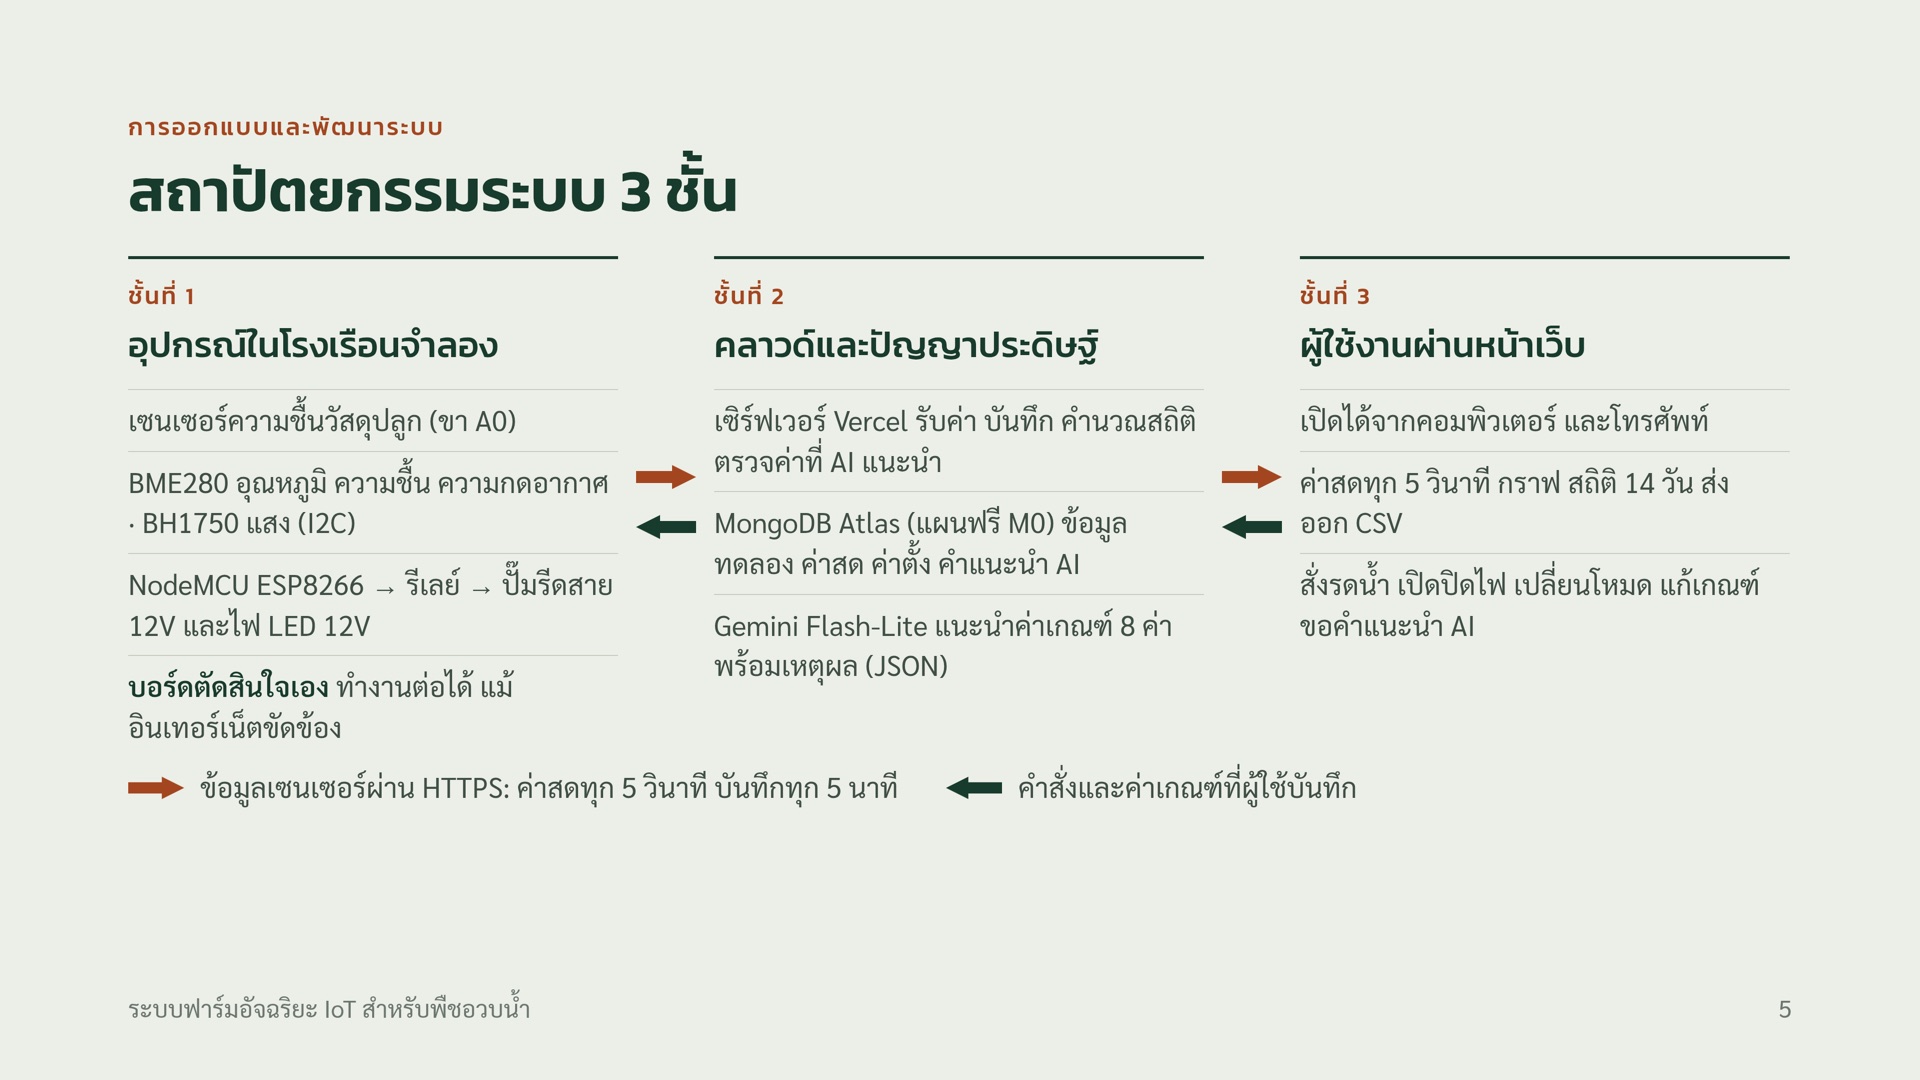 การออกแบบและพัฒนาระบบ
สถาปัตยกรรมระบบ 3 ชั้น
ชั้นที่ 1
อุปกรณ์ในโรงเรือนจำลอง
เซนเซอร์ความชื้นวัสดุปลูก (ขา A0)
BME280 อุณหภูมิ ความชื้น ความกดอากาศ
· BH1750 แสง (I2C)
NodeMCU ESP8266 → รีเลย์ → ปั๊มรีดสาย
12V และไฟ LED 12V
บอร์ดตัดสินใจเอง ทำงานต่อได้ แม้
อินเทอร์เน็ตขัดข้อง
ชั้นที่ 2
คลาวด์และปัญญาประดิษฐ์
เซิร์ฟเวอร์ Vercel รับค่า บันทึก คำนวณสถิติ
ตรวจค่าที่ AI แนะนำ
MongoDB Atlas (แผนฟรี M0) ข้อมูล
ทดลอง ค่าสด ค่าตั้ง คำแนะนำ AI
Gemini Flash-Lite แนะนำค่าเกณฑ์ 8 ค่า
พร้อมเหตุผล (JSON)
ชั้นที่ 3
ผู้ใช้งานผ่านหน้าเว็บ
เปิดได้จากคอมพิวเตอร์ และโทรศัพท์
ค่าสดทุก 5 วินาที กราฟ สถิติ 14 วัน ส่ง
ออก CSV
สั่งรดน้ำ เปิดปิดไฟ เปลี่ยนโหมด แก้เกณฑ์
ขอคำแนะนำ AI
ข้อมูลเซนเซอร์ผ่าน HTTPS: ค่าสดทุก 5 วินาที บันทึกทุก 5 นาที
คำสั่งและค่าเกณฑ์ที่ผู้ใช้บันทึก
ระบบฟาร์มอัจฉริยะ IoT สำหรับพืชอวบน้ำ
5